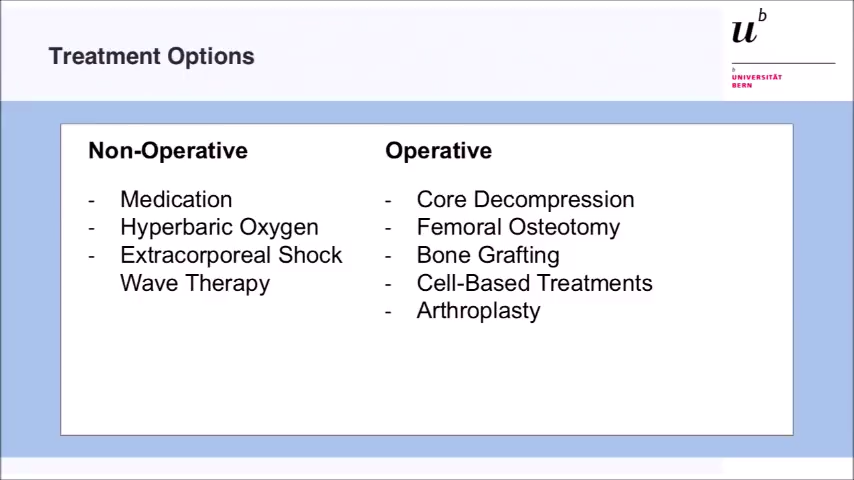 Treatment Options
u
b
UNIVERSITÄT
BERN
Non-Operative
- Medication
- Hyperbaric Oxygen
- Extracorporeal Shock
Wave Therapy
Operative
- Core Decompression
- Femoral Osteotomy
- Bone Grafting
- Cell-Based Treatments
- Arthroplasty